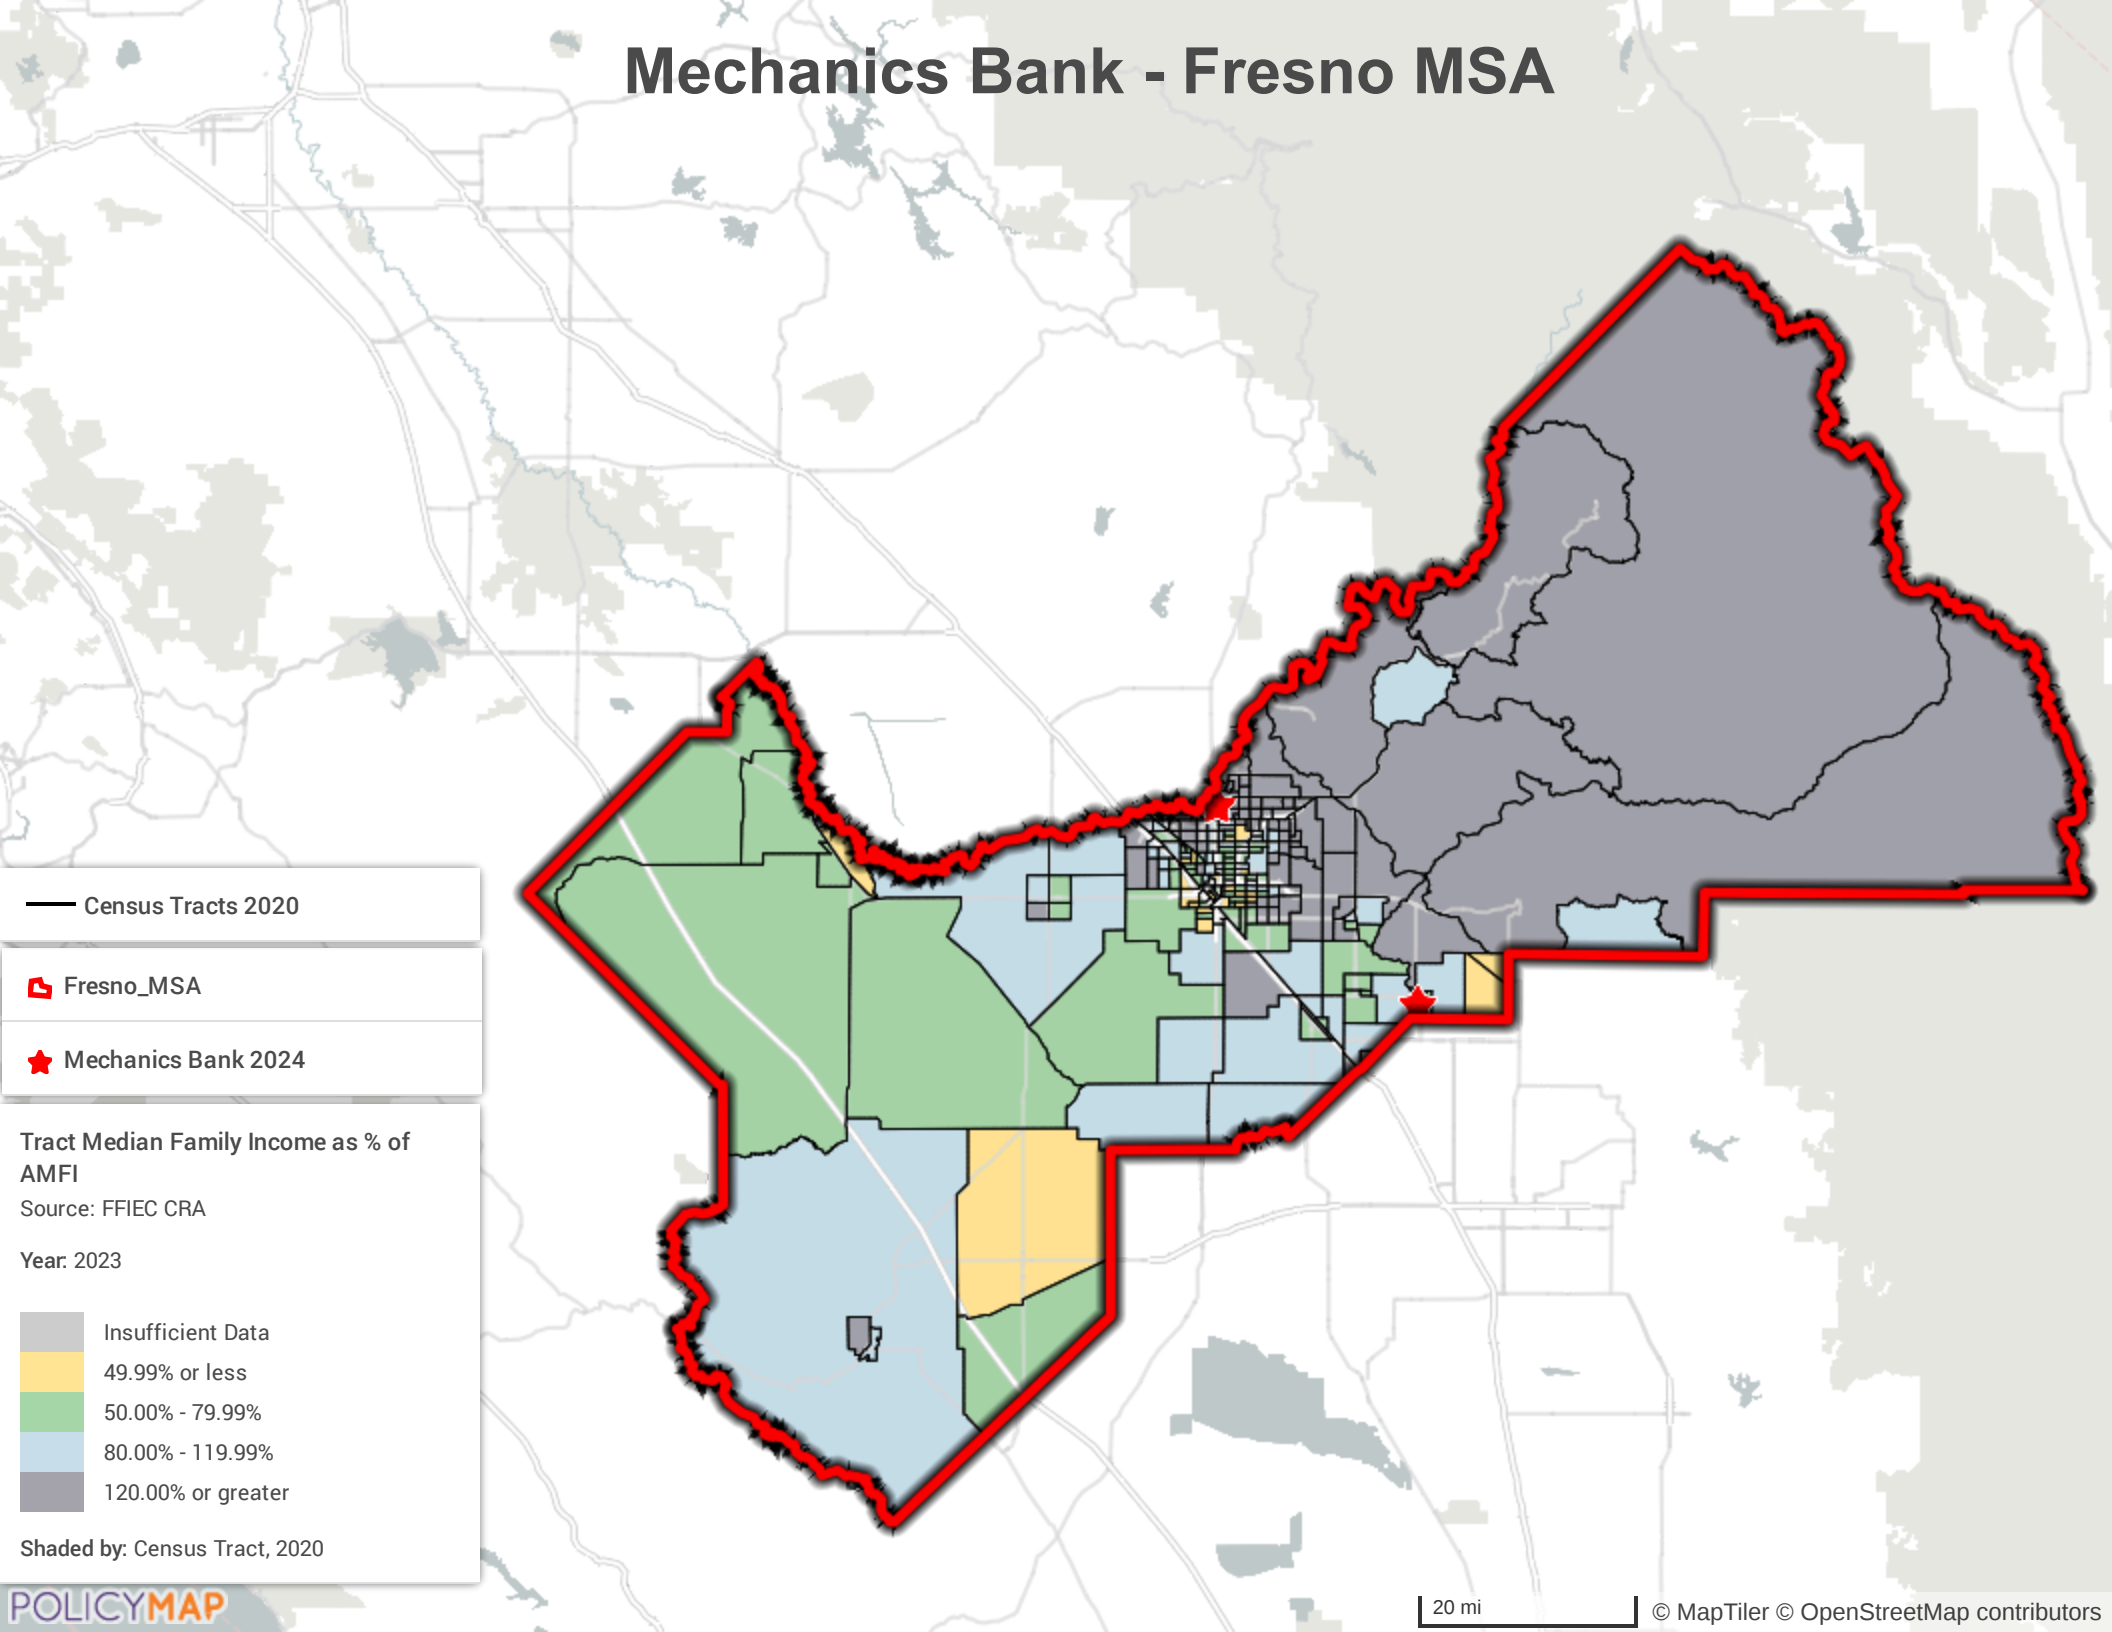 Mechanics Bank - Fresno MSA
Census Tracts 2020
Fresno_MSA
Mechanics Bank 2024
Tract Median Family Income as % of
AMFI
Source: FFIEC CRA
Year: 2023
Insufficient Data
49.99% or less
50.00% - 79.99%
80.00% - 119.99%
120.00% or greater
Shaded by: Census Tract, 2020
POLICYMAP
20 mi
© MapTiler © OpenStreetMap contributors